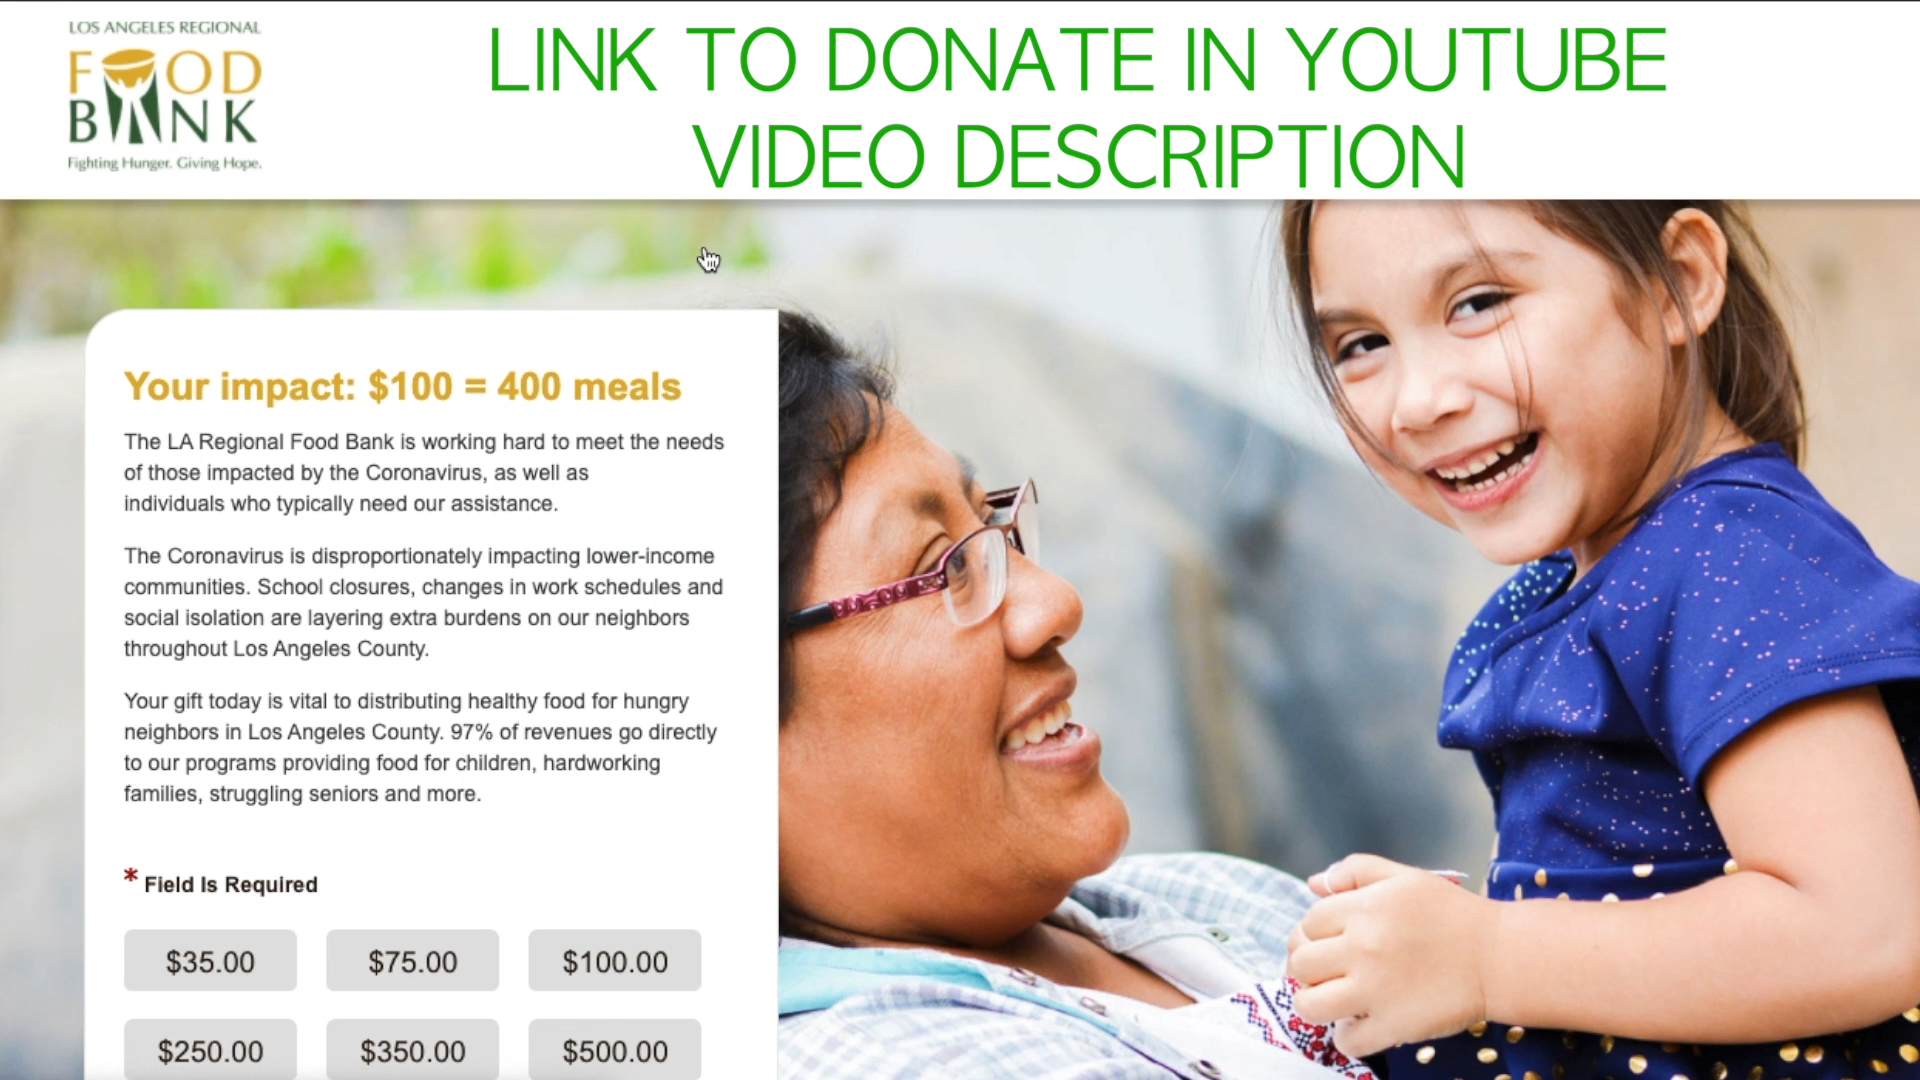 LOS ANGELES REGIONAL
FOOD
BANK
Fighting Hunger. Giving Hope.
LINK TO DONATE IN YOUTUBE
VIDEO DESCRIPTION
Your impact: $100 = 400 meals
The LA Regional Food Bank is working hard to meet the needs
of those impacted by the Coronavirus, as well as
individuals who typically need our assistance.
The Coronavirus is disproportionately impacting lower-income
communities. School closures, changes in work schedules and
social isolation are layering extra burdens on our neighbors
throughout Los Angeles County.
Your gift today is vital to distributing healthy food for hungry
neighbors in Los Angeles County. 97% of revenues go directly
to our programs providing food for children, hardworking
families, struggling seniors and more.
* Field Is Required
$35.00 $75.00 $100.00
$250.00 $350.00 $500.00